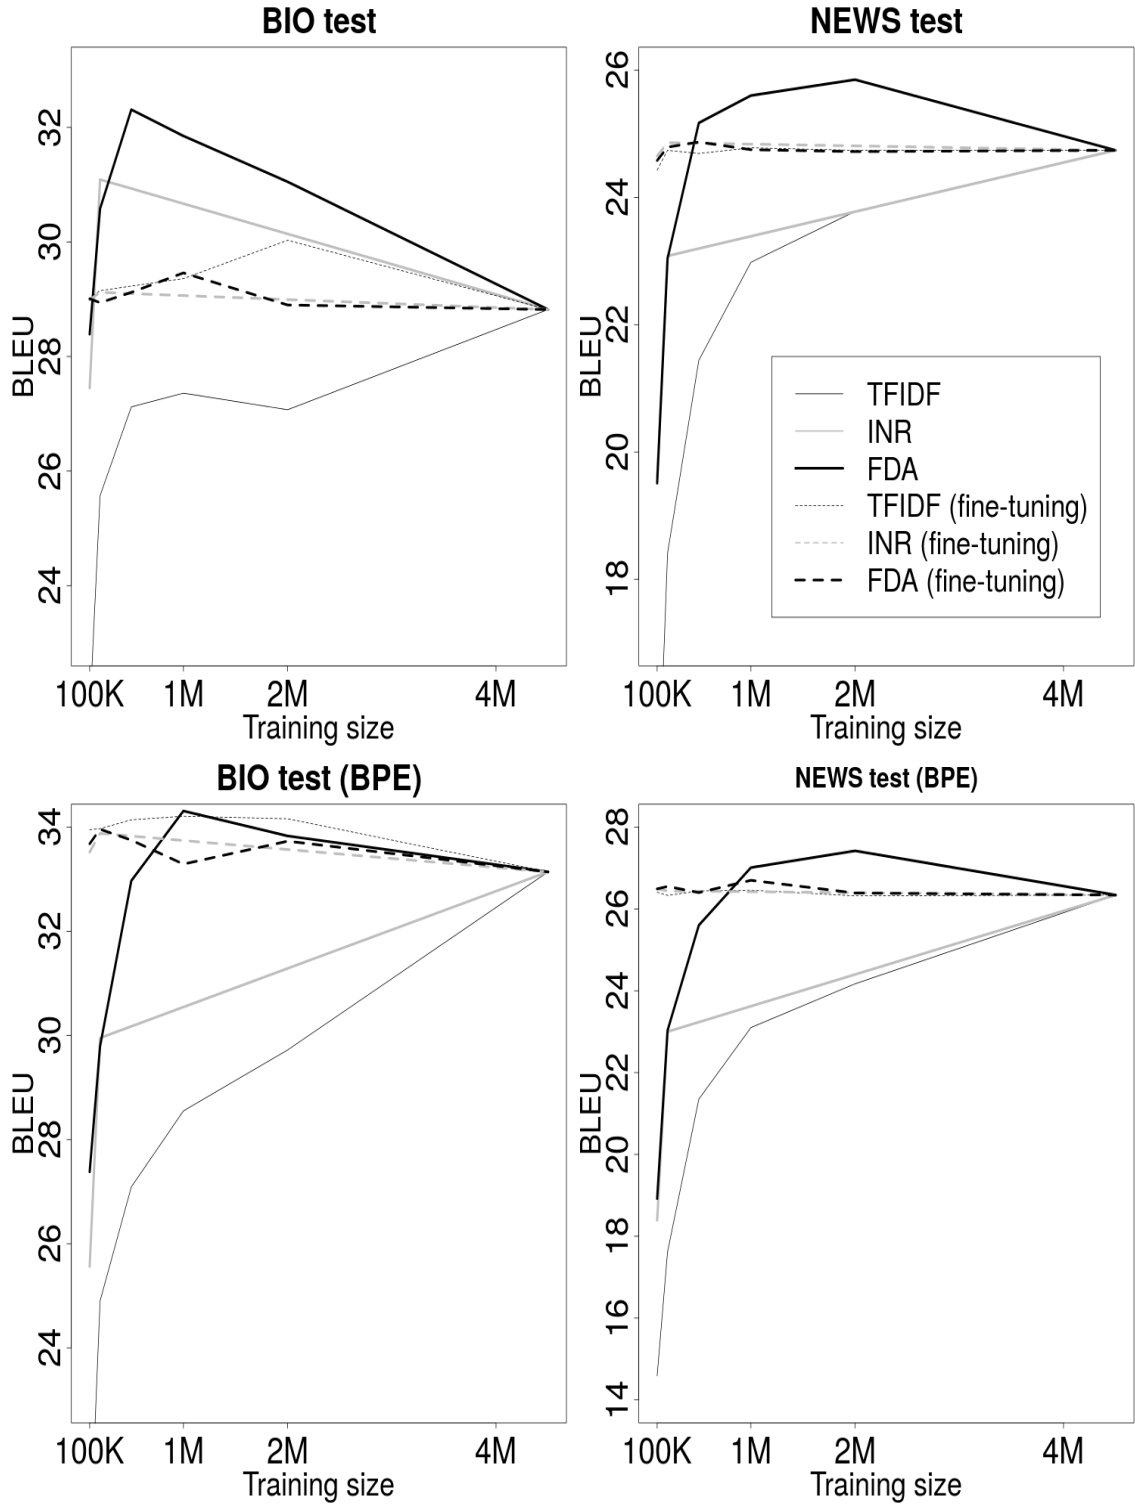 BIO test
BLEU
32
30
28
26
24
100K 1M 2M 4M
Training size
NEWS test
BLEU
26
24
22
20
18
TFIDF
INR
FDA
TFIDF (fine-tuning)
INR (fine-tuning)
FDA (fine-tuning)
100K 1M 2M 4M
Training size
BIO test (BPE)
BLEU
34
32
30
28
26
24
100K 1M 2M 4M
Training size
NEWS test (BPE)
BLEU
28
26
24
22
20
18
16
14
100K 1M 2M 4M
Training size